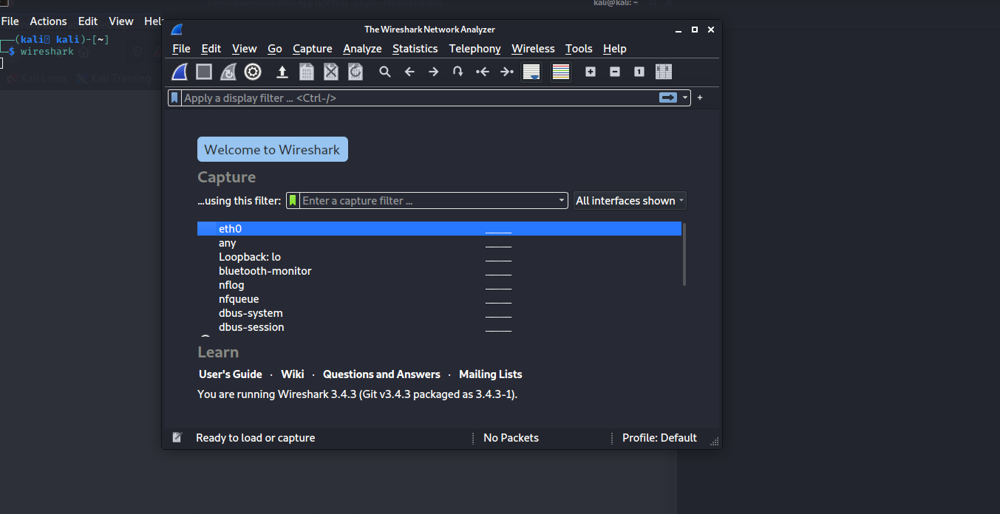 kali@kali: ~
File Actions Edit View Hel
(kali kali)-[~]
$ wireshark
Kali Linux Kali Training
The Wireshark Network Analyzer
File Edit View Go Capture Analyze Statistics Telephony Wireless Tools Help
Apply a display filter ... <Ctrl-/>
+
Welcome to Wireshark
Capture
...using this filter: Enter a capture filter ... All interfaces shown
eth0
any
Loopback: lo
bluetooth-monitor
nflog
nfqueue
dbus-system
dbus-session
Learn
User's Guide · Wiki · Questions and Answers · Mailing Lists
You are running Wireshark 3.4.3 (Git v3.4.3 packaged as 3.4.3-1).
Ready to load or capture No Packets Profile: Default